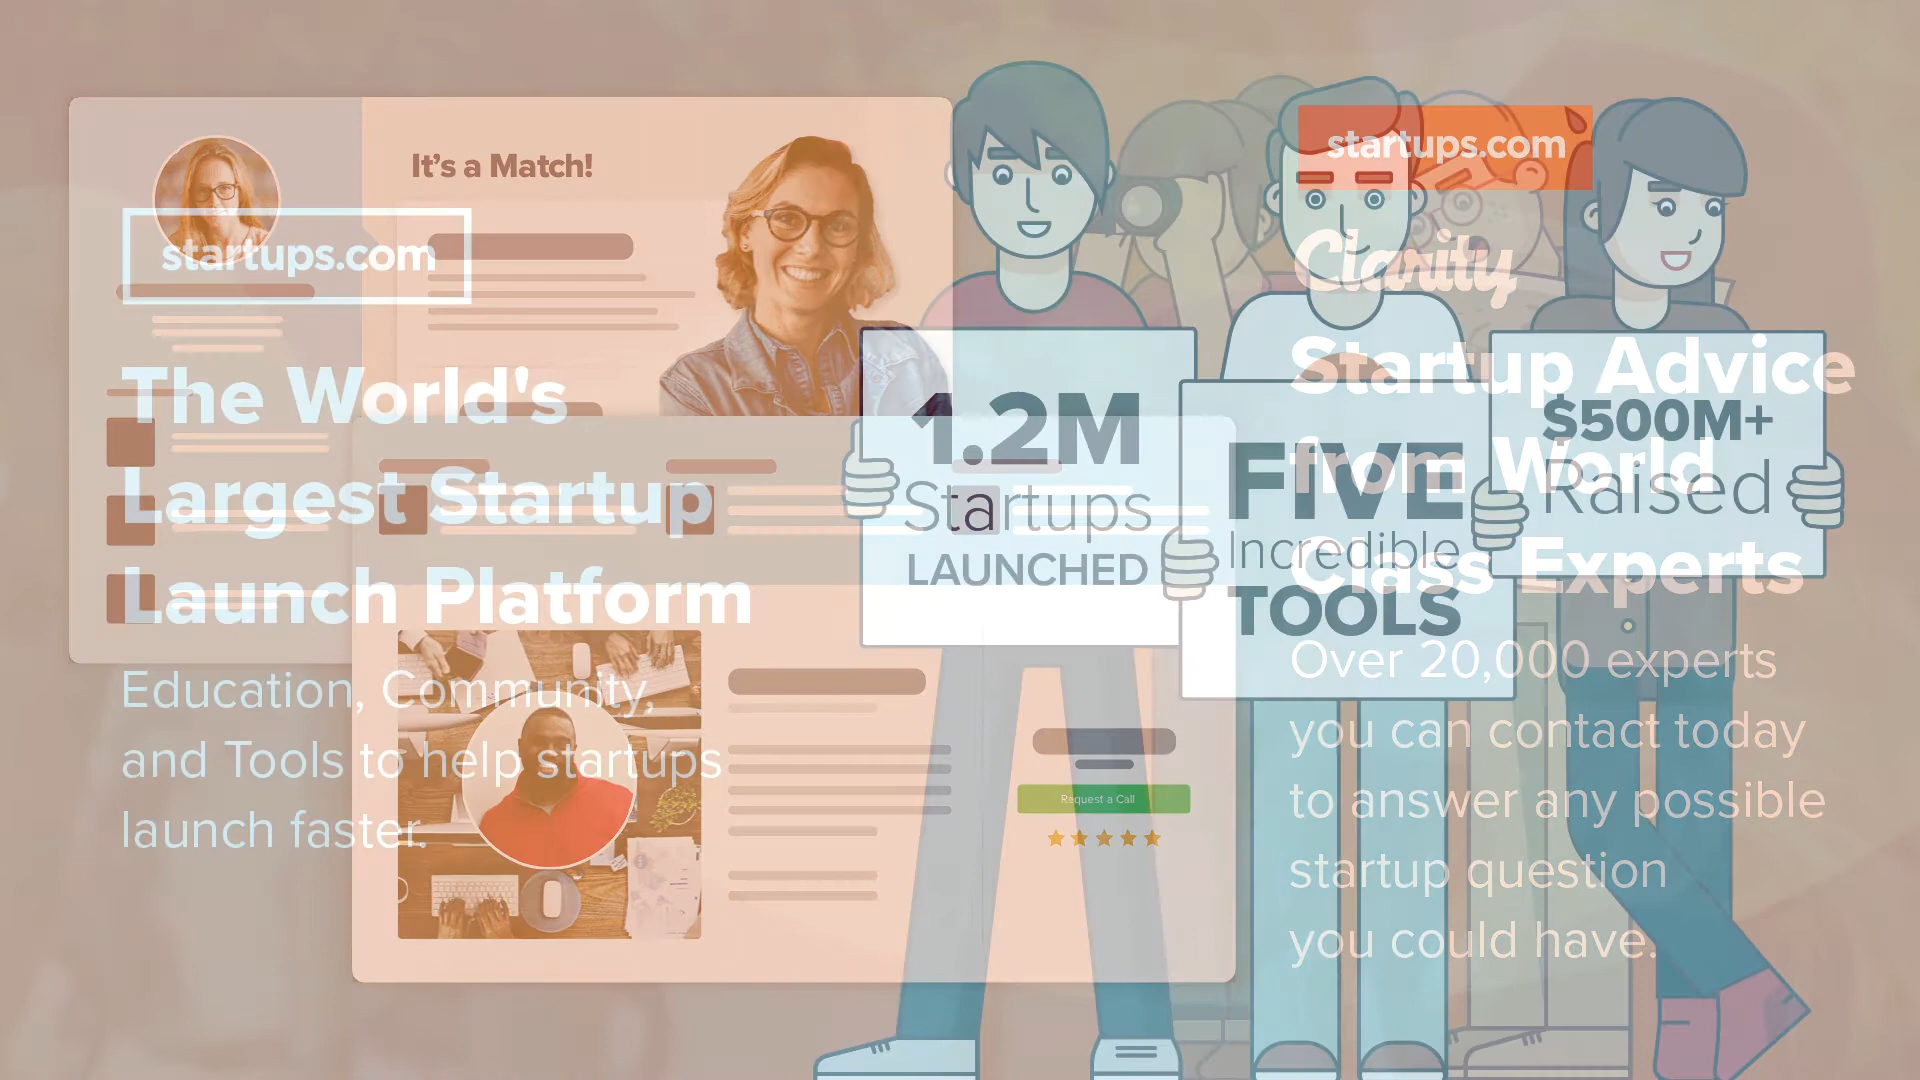 It's a Match!
startups.com
The World's
Largest Startup
Launch Platform
Education, Community,
and Tools to help startups
launch faster.
1.2M
Startups
LAUNCHED
FIVE
Incredible
TOOLS
$500M+
Raised
Request a Call
startups.com
Clarity
Startup Advice
from World
Class Experts
Over 20,000 experts
you can contact today
to answer any possible
startup question
you could have.